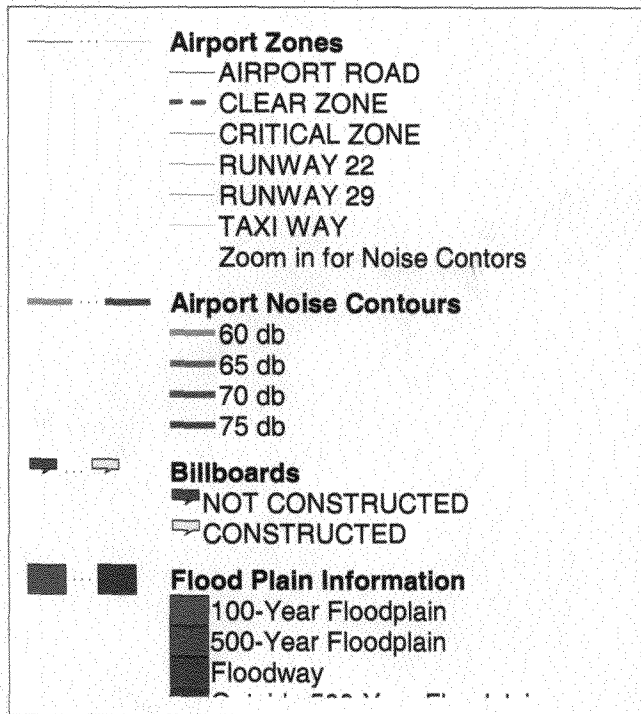 Airport Zones
AIRPORT ROAD
CLEAR ZONE
CRITICAL ZONE
RUNWAY 22
RUNWAY 29
TAXI WAY
Zoom in for Noise Contors
Airport Noise Contours
60 db
65 db
70 db
75 db
Billboards
NOT CONSTRUCTED
CONSTRUCTED
Flood Plain Information
100-Year Floodplain
500-Year Floodplain
Floodway